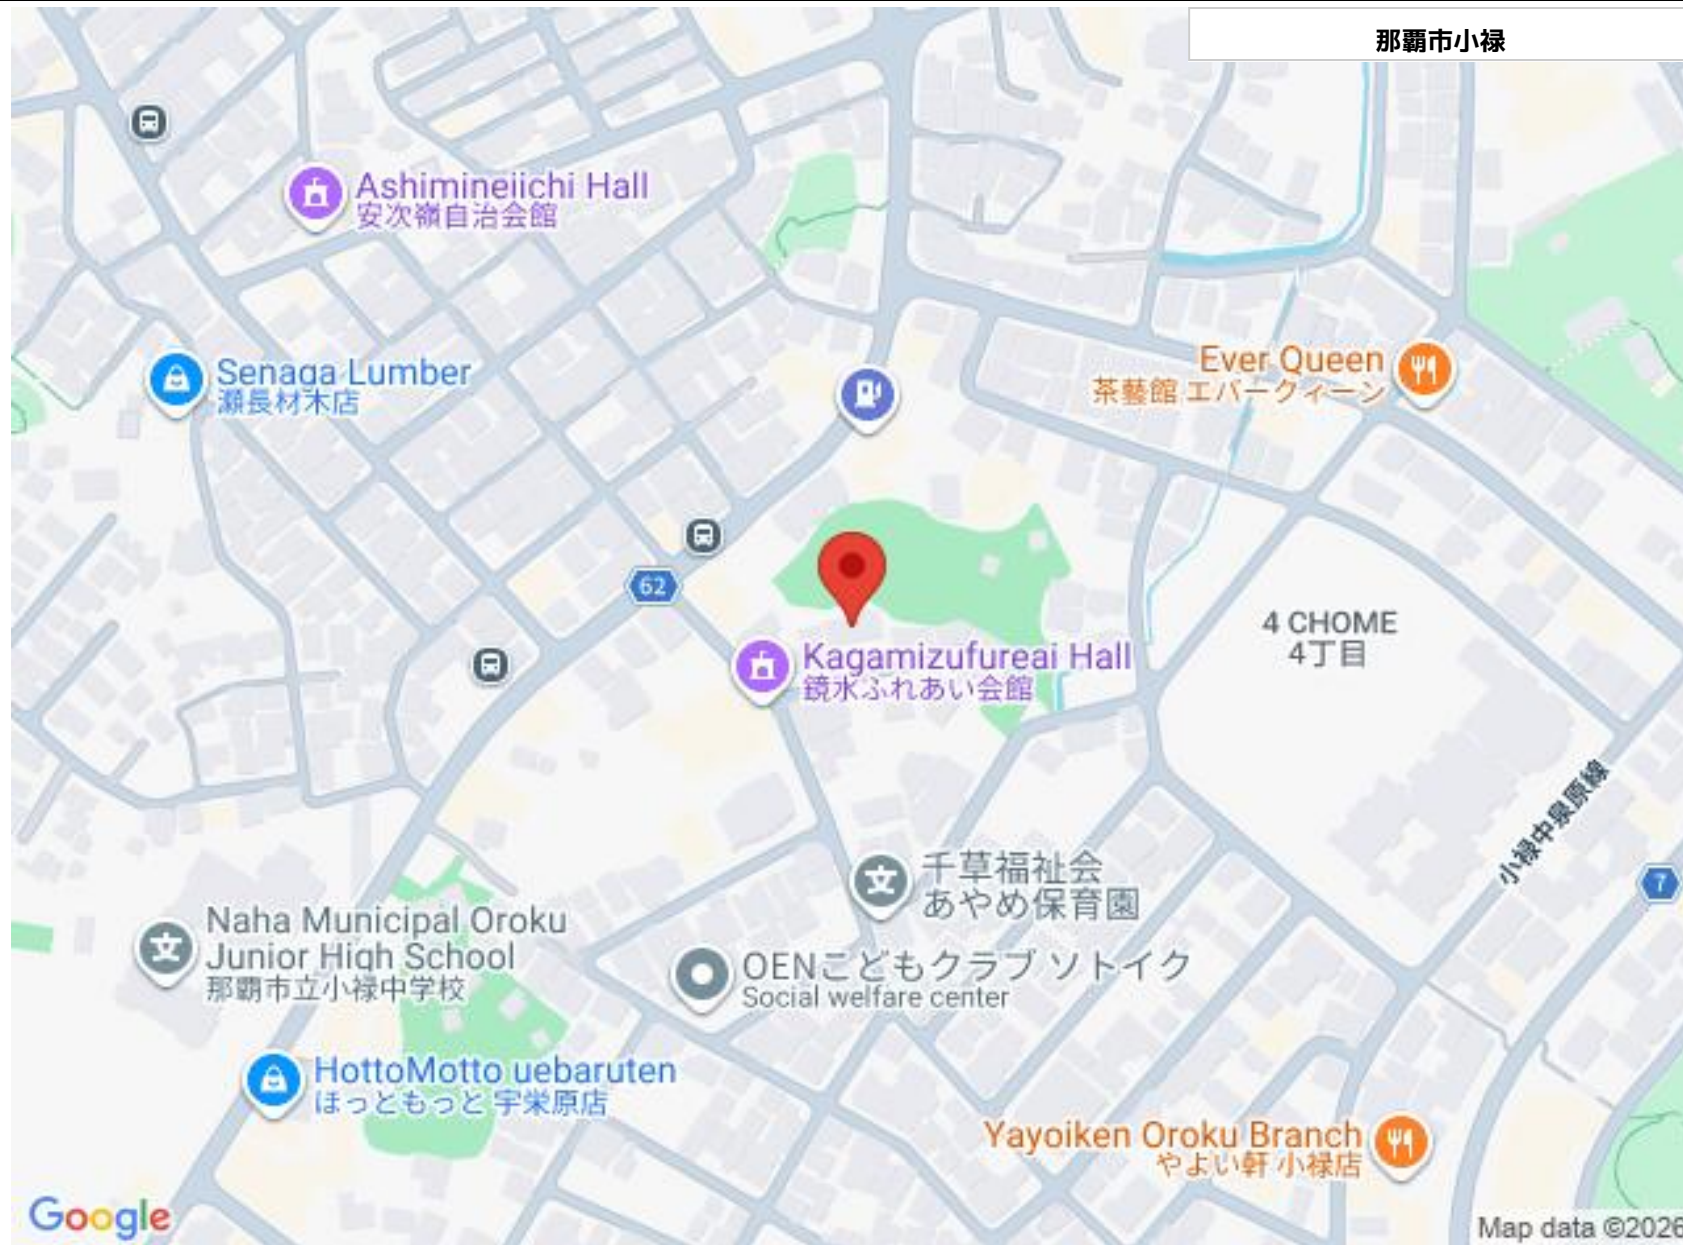 那覇市小禄
Ashimineiichi Hall
安次嶺自治会館
Senaga Lumber
瀬長材木店
Ever Queen
茶藝館 エバークィーン
62
4 CHOME
4丁目
Kagamizufureai Hall
鏡水ふれあい会館
小禄中泉原線
7
千草福祉会
あやめ保育園
Naha Municipal Oroku
Junior High School
那覇市立小禄中学校
OENこどもクラブ ソトイク
Social welfare center
HottoMotto uebaruten
ほっともっと 宇栄原店
Yayoiken Oroku Branch
やよい軒 小禄店
Google
Map data ©2026